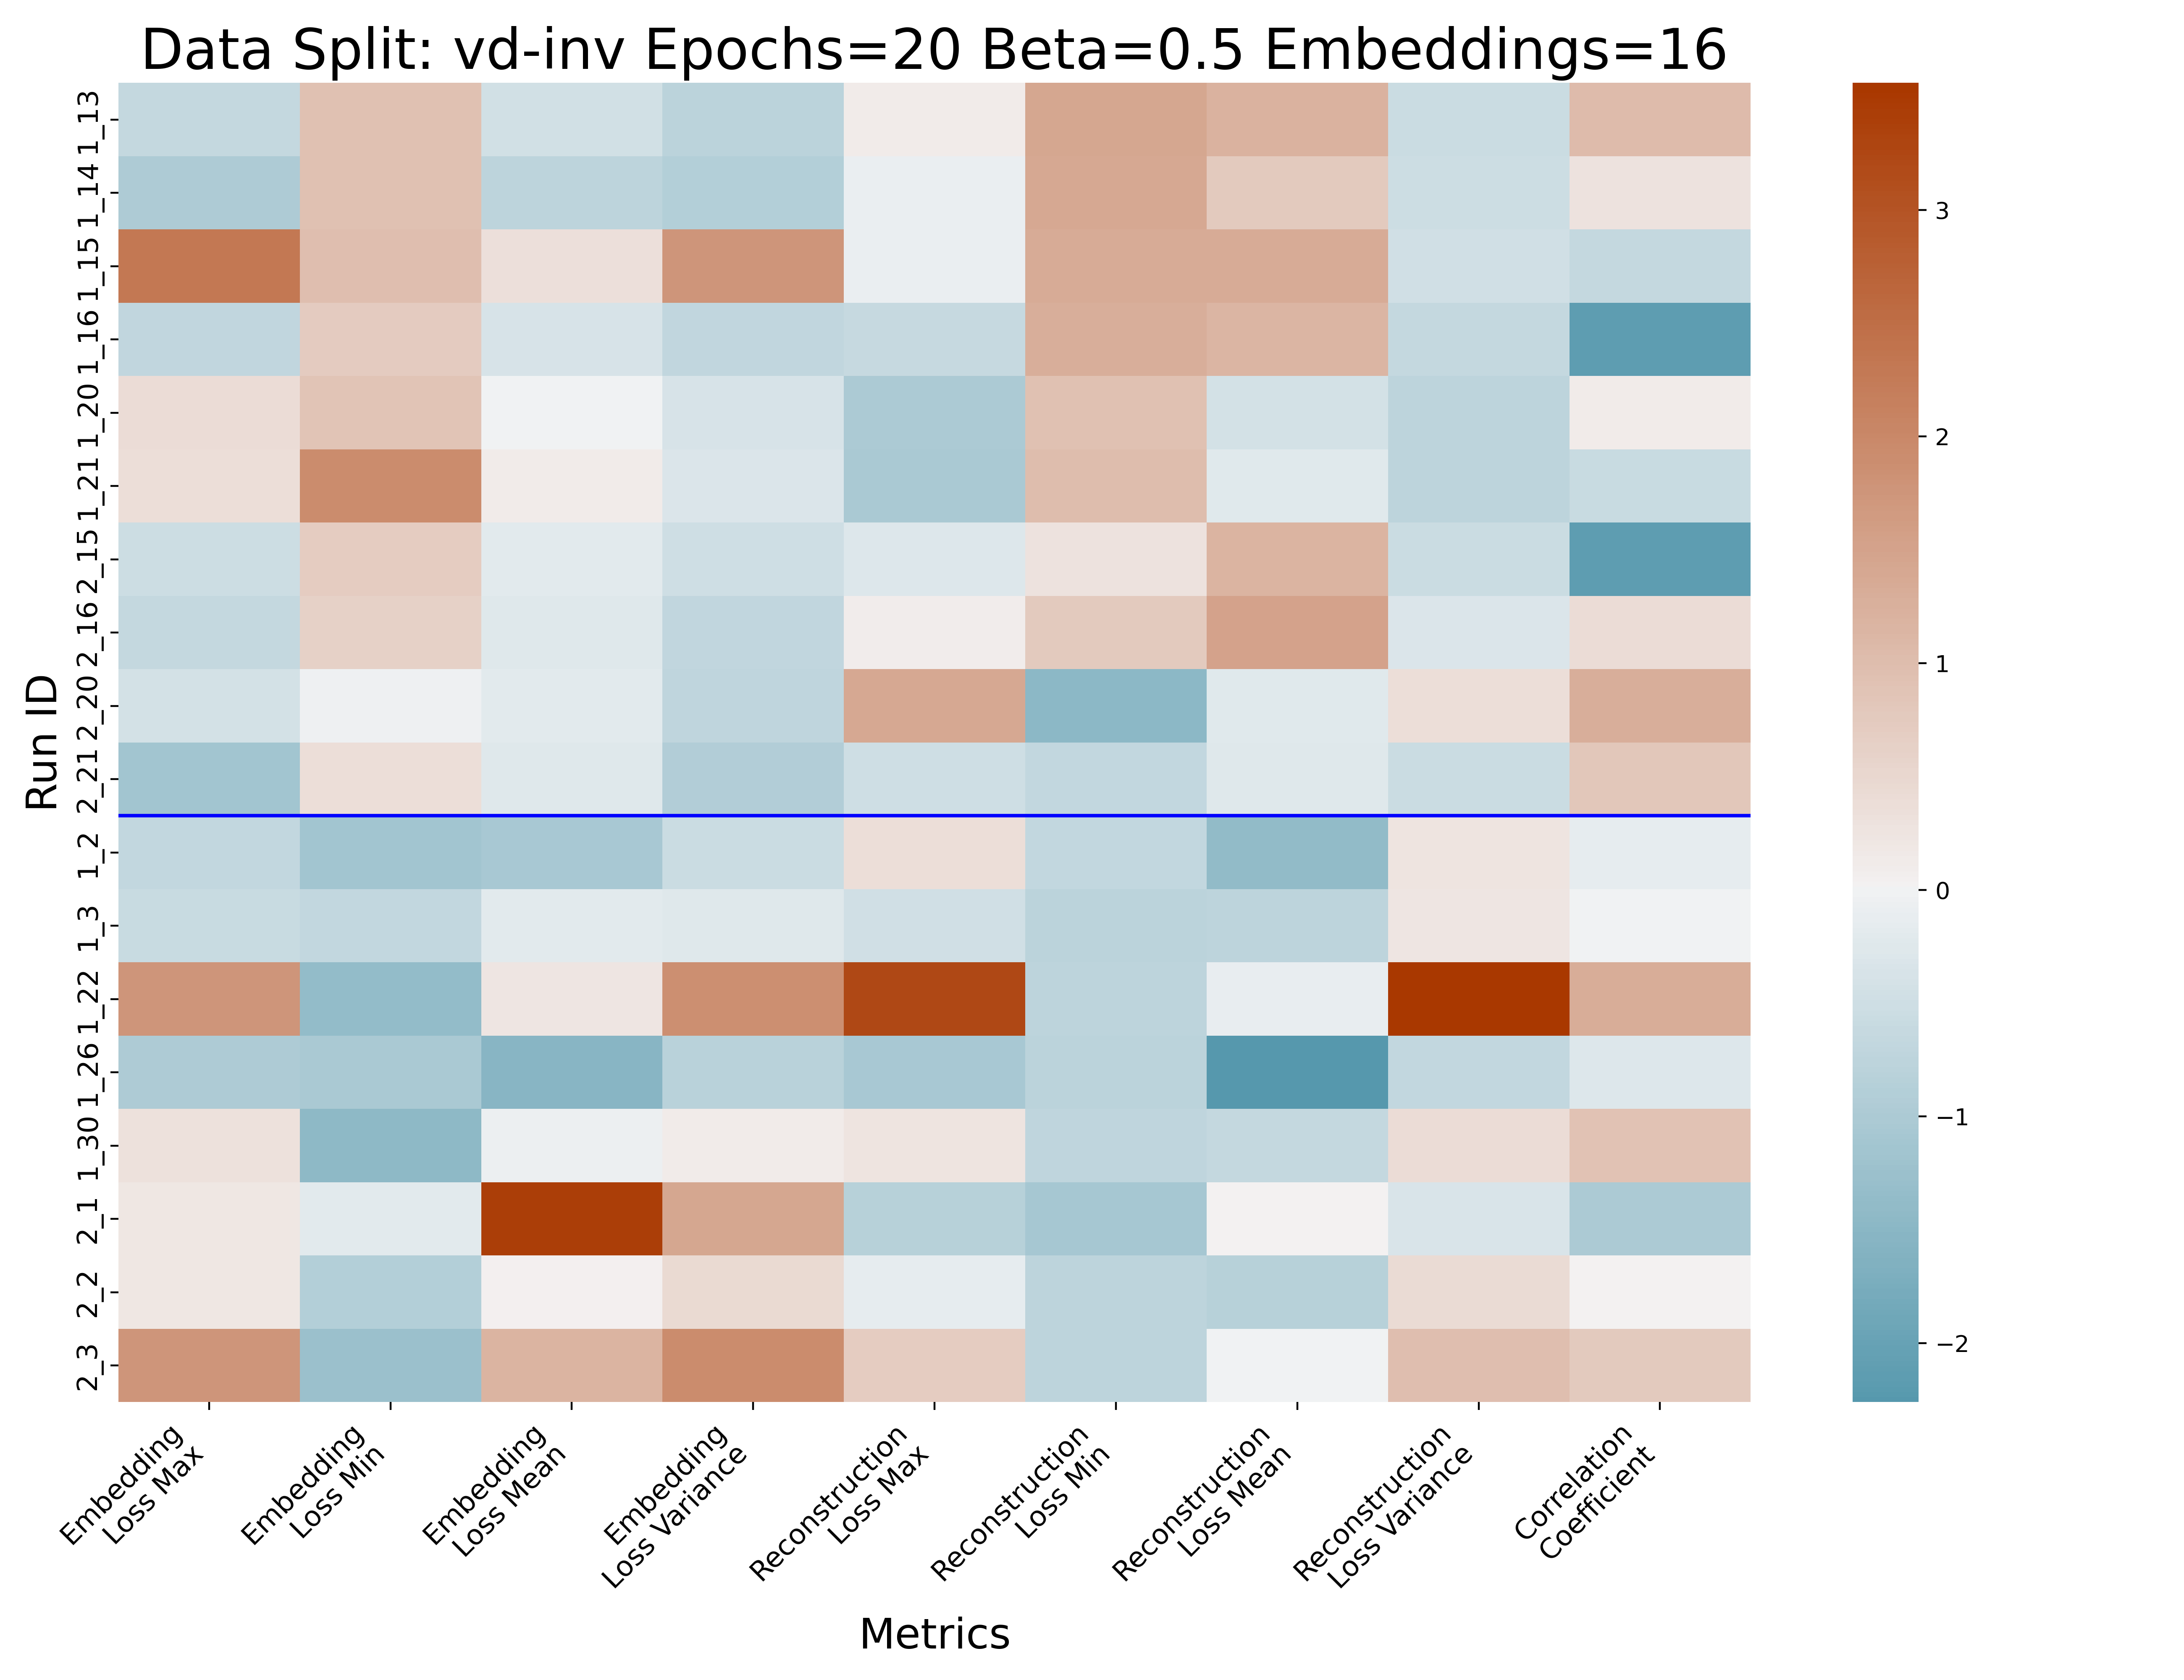 Data Split: vd-inv Epochs=20 Beta=0.5 Embeddings=16
Run ID
1_13
1_14
1_15
1_16
1_20
1_21
2_15
2_16
2_20
2_21
1_2
1_3
1_22
1_26
1_30
2_1
2_2
2_3
Embedding
Loss Max
Embedding
Loss Min
Embedding
Loss Mean
Embedding
Loss Variance
Reconstruction
Loss Max
Reconstruction
Loss Min
Reconstruction
Loss Mean
Reconstruction
Loss Variance
Correlation
Coefficient
Metrics
3
2
1
0
−1
−2